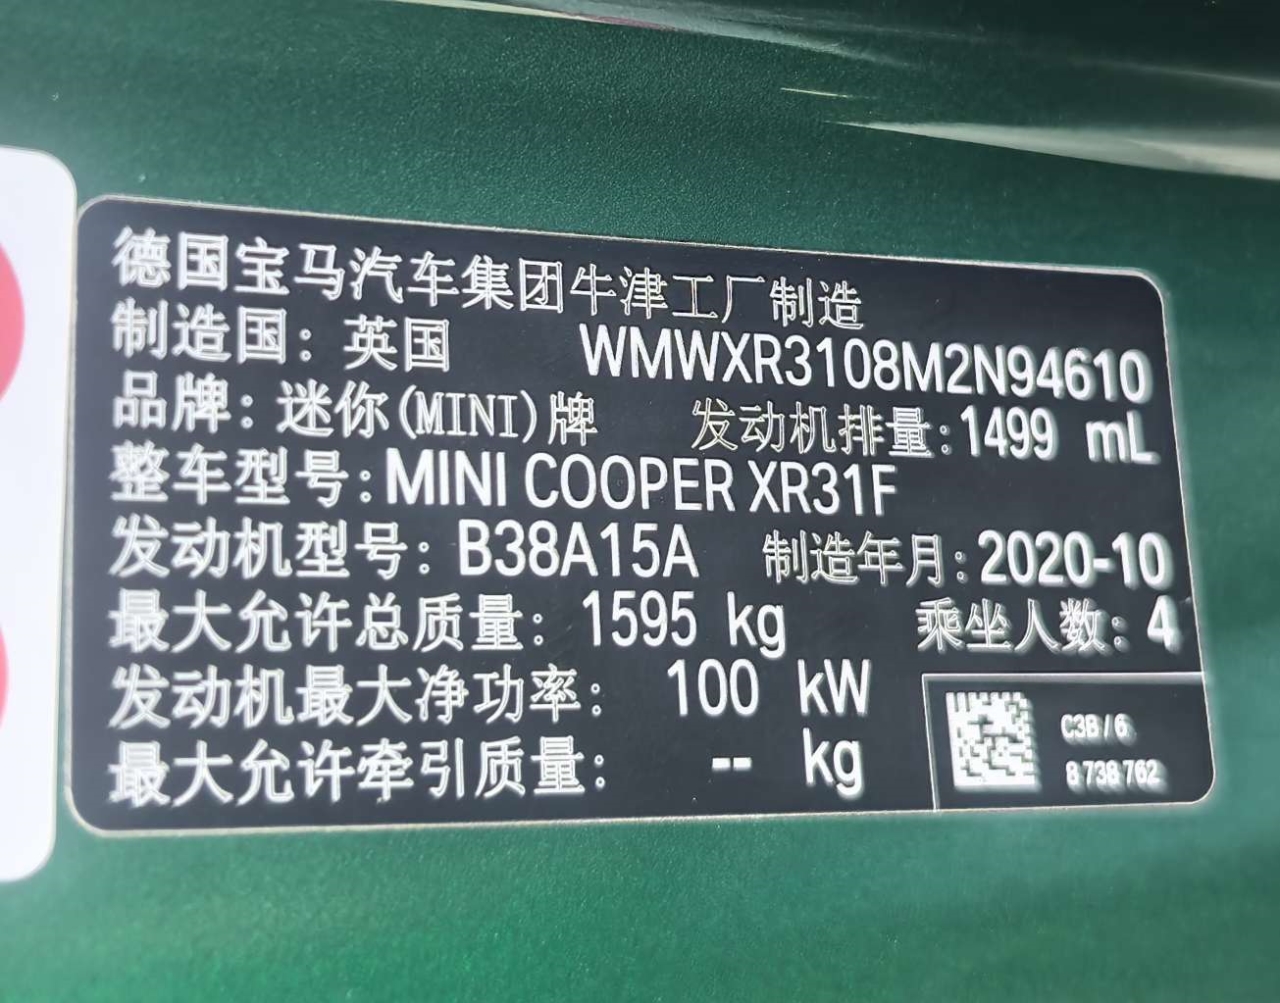 德国宝马汽车集团牛津工厂制造
制造国：英国 WMWXR3108M2N94610
品牌：迷你(MINI)牌 发动机排量：1499 mL
整车型号：MINI COOPER XR31F
发动机型号：B38A15A 制造年月：2020-10
最大允许总质量：1595 kg 乘坐人数：4
发动机最大净功率：100 kW
最大允许牵引质量：-- kg
C3B/6
8 738 762